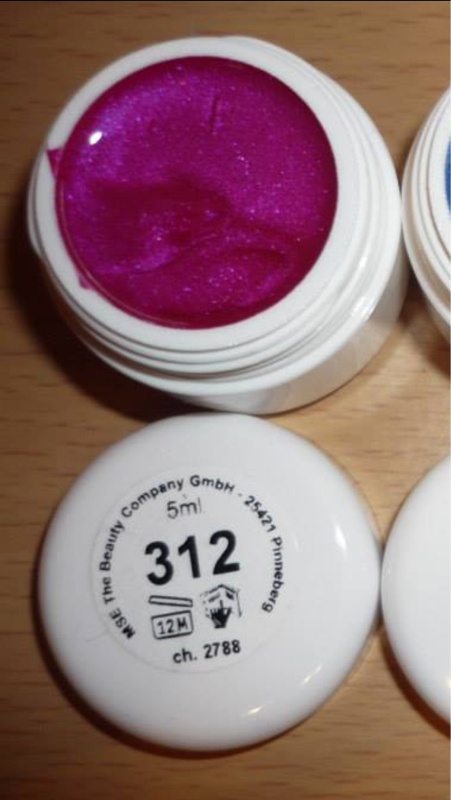 MSE The Beauty Company GmbH - 25421 Pinneberg
5ml
312
12M
ch. 2788